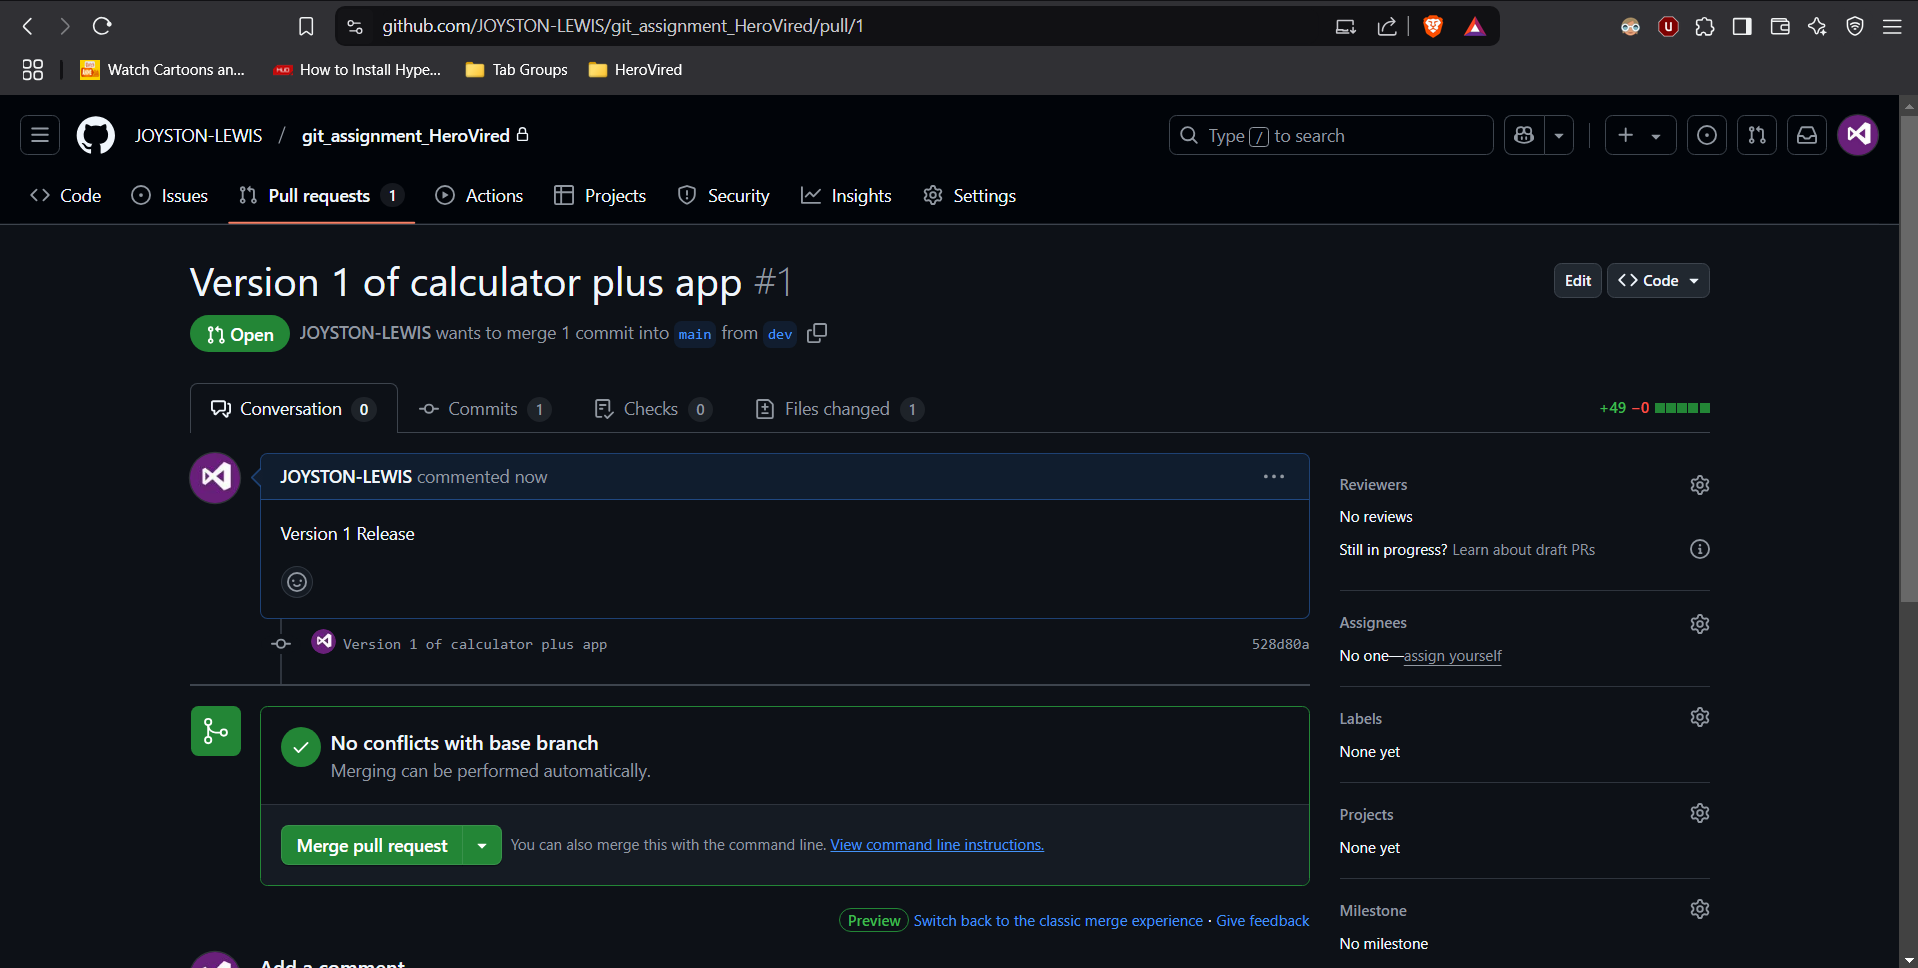 github.com/JOYSTON-LEWIS/git_assignment_HeroVired/pull/1
Watch Cartoons an... How to Install Hype... Tab Groups HeroVired
JOYSTON-LEWIS / git_assignment_HeroVired Type / to search
Code Issues Pull requests 1 Actions Projects Security Insights Settings
Version 1 of calculator plus app #1
Edit Code
Open JOYSTON-LEWIS wants to merge 1 commit into main from dev
Conversation 0 Commits 1 Checks 0 Files changed 1 +49 −0
JOYSTON-LEWIS commented now
Version 1 Release
Version 1 of calculator plus app 528d80a
No conflicts with base branch
Merging can be performed automatically.
Merge pull request You can also merge this with the command line. View command line instructions.
Preview Switch back to the classic merge experience · Give feedback
Add a comment
Reviewers
No reviews
Still in progress? Learn about draft PRs
Assignees
No one—assign yourself
Labels
None yet
Projects
None yet
Milestone
No milestone